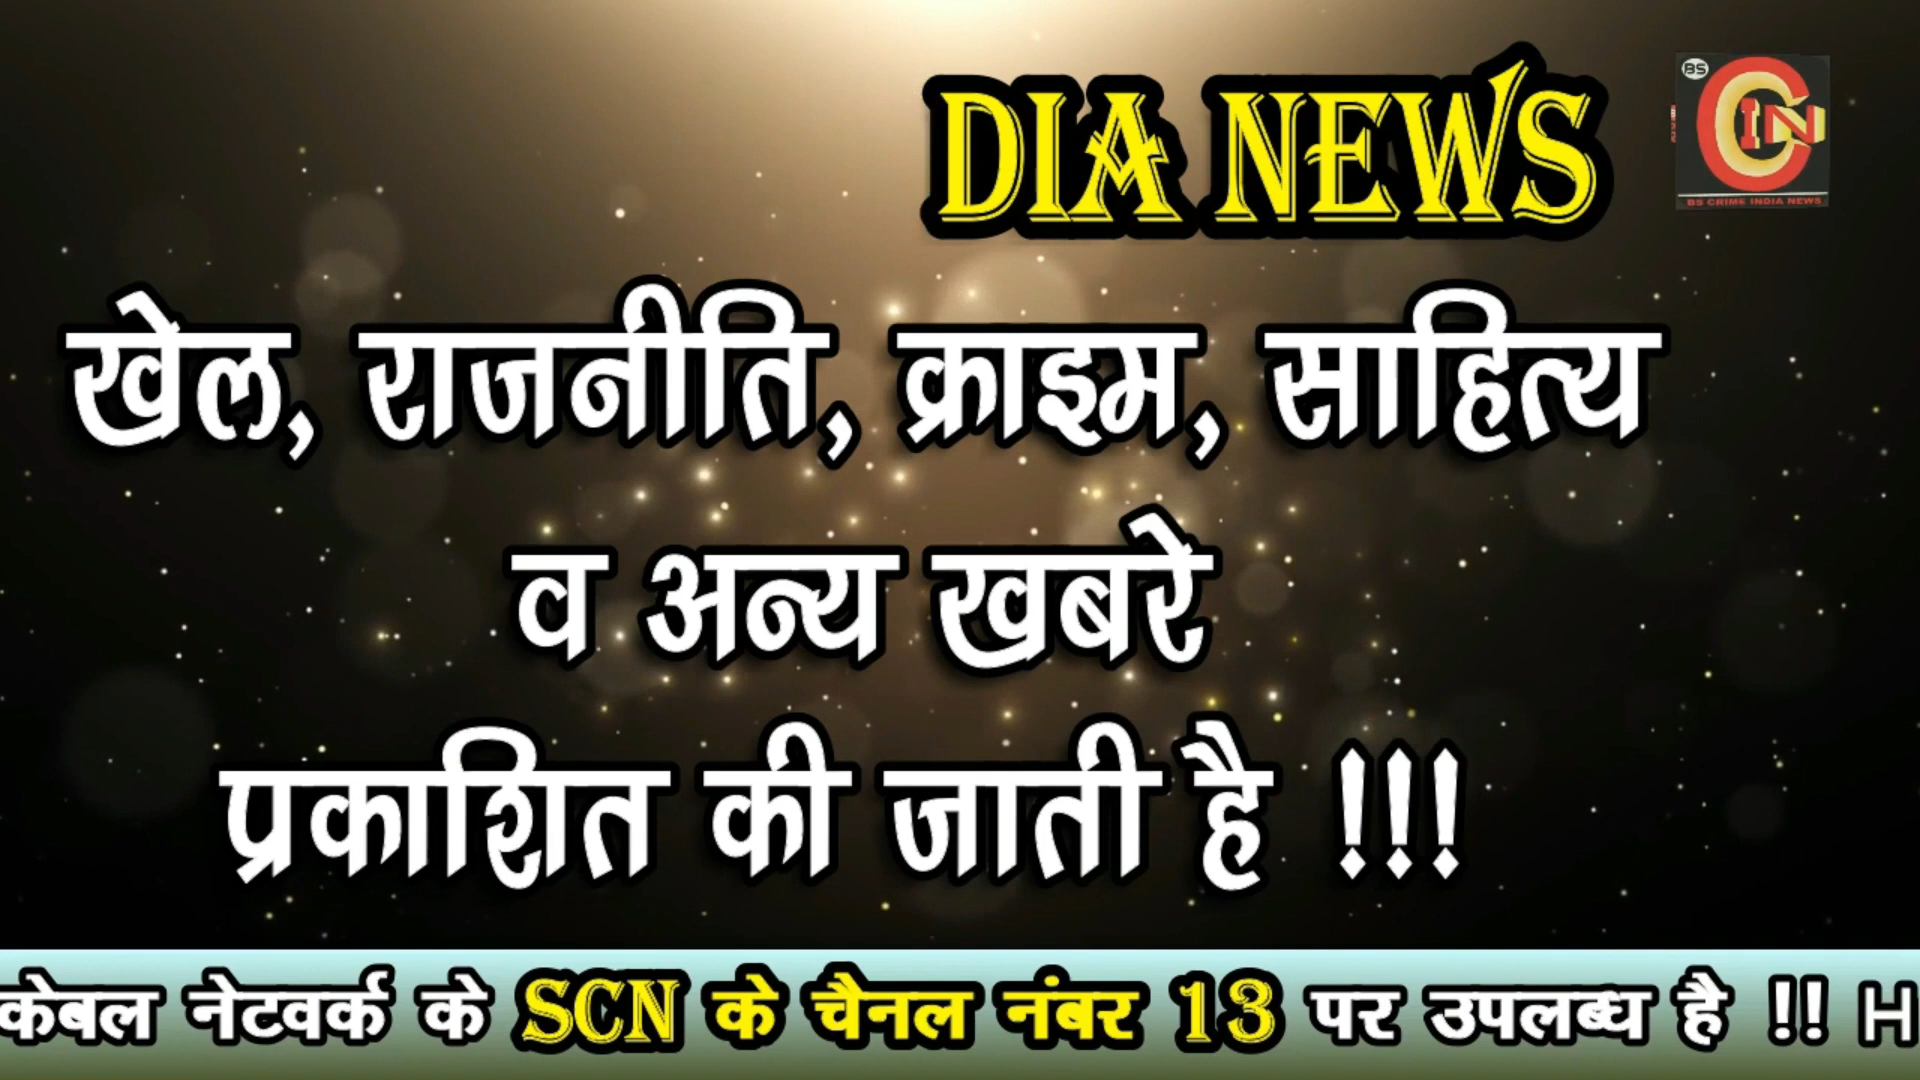 DIA NEWS
BS
CIN
BS CRIME INDIA NEWS
खेल, राजनीति, क्राइम, साहित्य
व अन्य खबरे
प्रकाशित की जाती है !!!
केबल नेटवर्क के SCN के चैनल नंबर 13 पर उपलब्ध है !! H